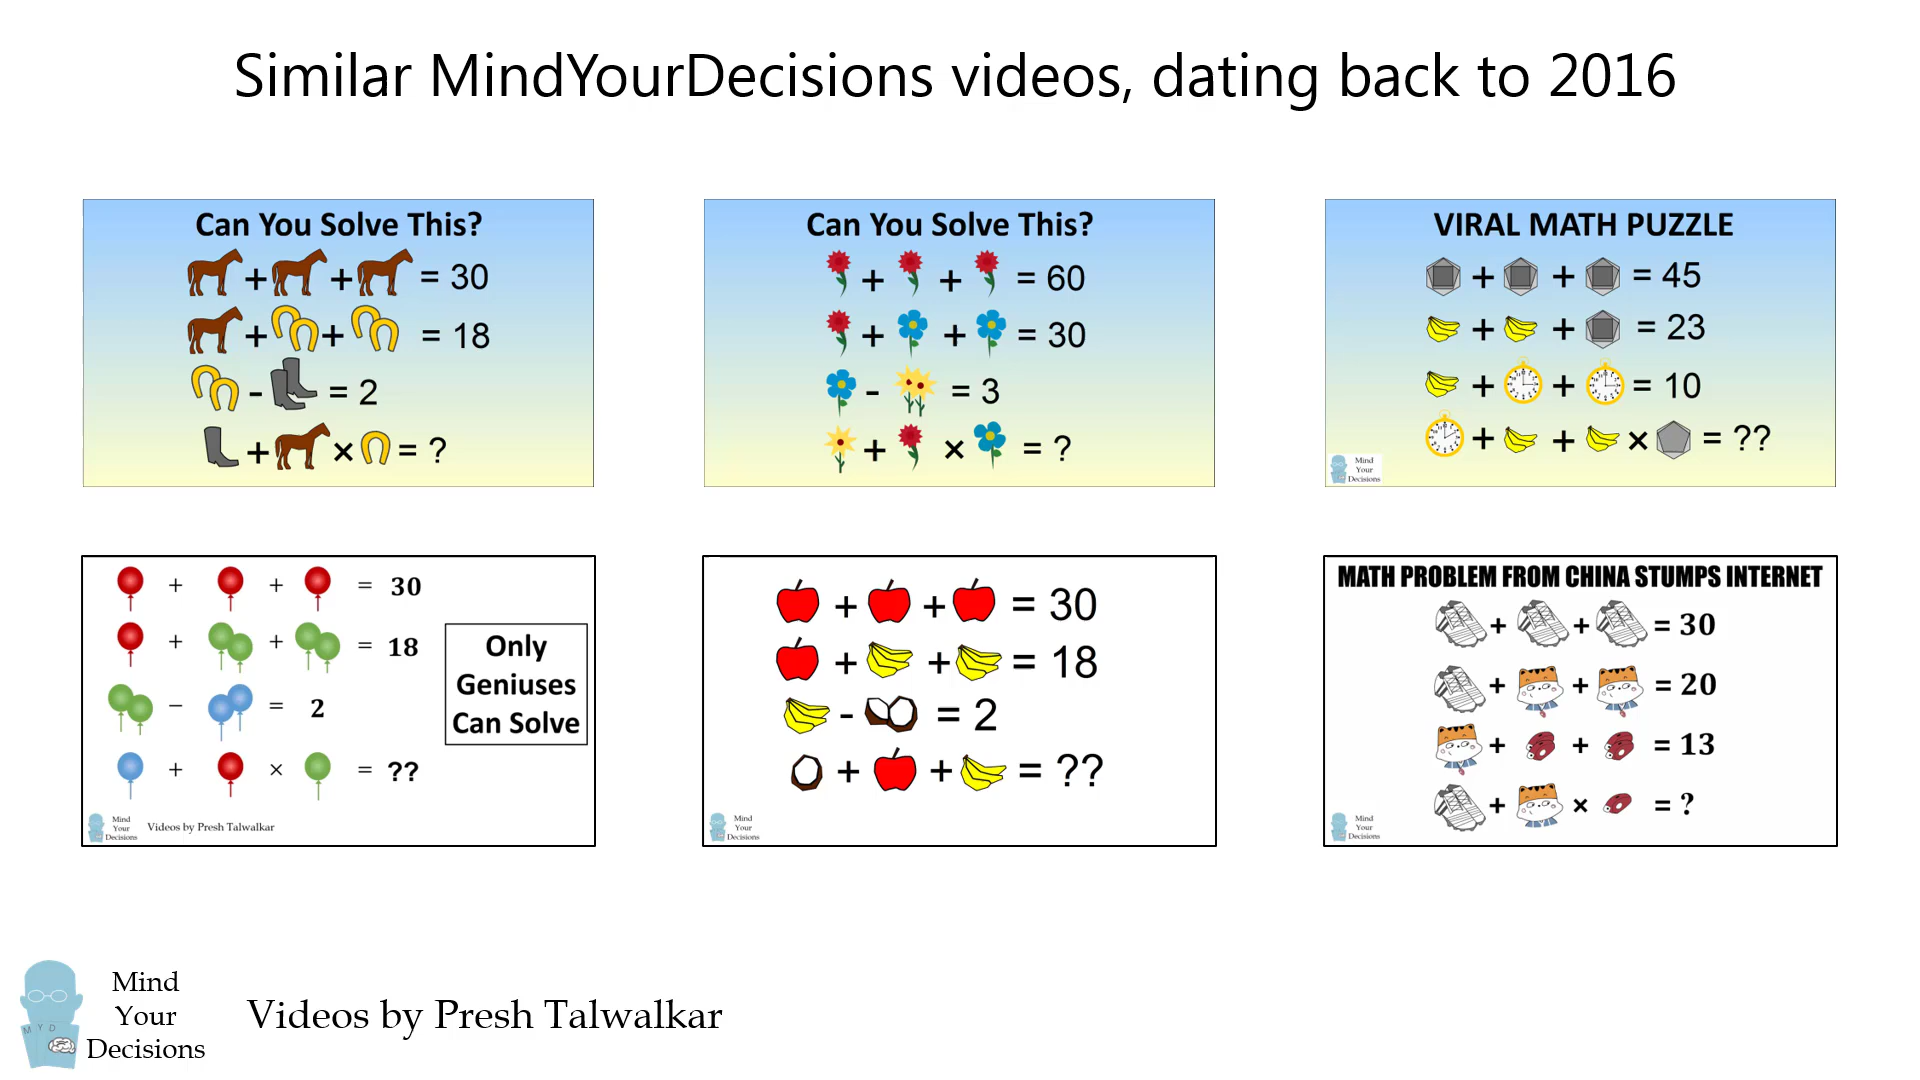 Similar MindYourDecisions videos, dating back to 2016
Can You Solve This?
+ + = 30
+ + = 18
- = 2
+ × = ?
Can You Solve This?
+ + = 60
+ + = 30
- = 3
+ × = ?
VIRAL MATH PUZZLE
+ + = 45
+ + = 23
+ + = 10
+ + × = ??
Mind
Your
Decisions
+ + = 30
+ + = 18
− = 2
+ × = ??
Only
Geniuses
Can Solve
Mind
Your
Decisions
Videos by Presh Talwalkar
+ + = 30
+ + = 18
- = 2
+ + = ??
Mind
Your
Decisions
MATH PROBLEM FROM CHINA STUMPS INTERNET
+ + = 30
+ + = 20
+ + = 13
+ × = ?
Mind
Your
Decisions
M Y D
Mind
Your
Decisions
Videos by Presh Talwalkar